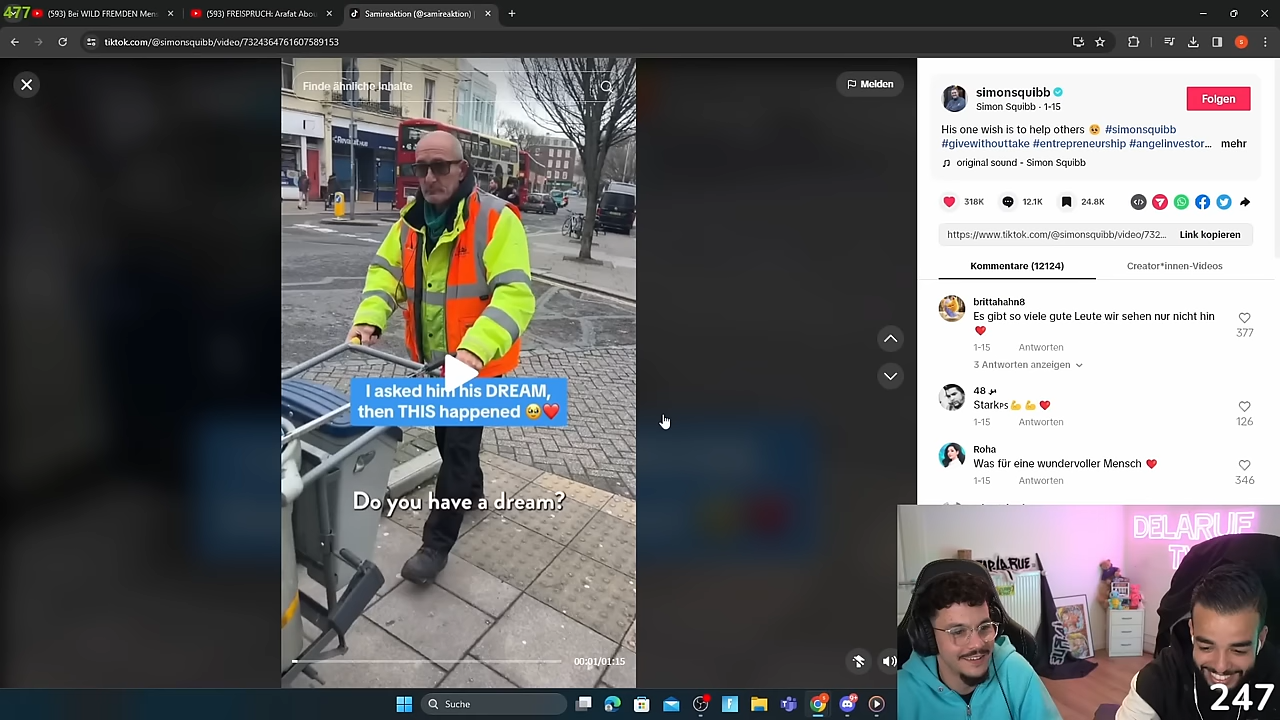 477
(593) Bei WILD FREMDEN Men
(593) FREISPRUCH: Arafat Abou
Samireaktion (@samireaktion) |
tiktok.com/@simonsquibb/video/7324364761607589153
Finde ähnliche Inhalte
Meldén
I asked him his DREAM,
then THIS happened 🥹❤️
Do you have a dream?
00:01/01:15
simonsquibb
Simon Squibb · 1-15
Folgen
His one wish is to help others 🥹 #simonsquibb
#givewithouttake #entrepreneurship #angelinvestor... mehr
original sound - Simon Squibb
318K
12.1K
24.8K
https://www.tiktok.com/@simonsquibb/video/732...
Link kopieren
Kommentare (12124)
Creator*innen-Videos
brittahahn8
Es gibt so viele gute Leute wir sehen nur nicht hin
❤️
377
1-15 Antworten
3 Antworten anzeigen
48 مر
Starkps💪💪❤️
126
1-15 Antworten
Roha
Was für eine wundervoller Mensch ❤️
346
1-15 Antworten
DELARUE
Suche
247